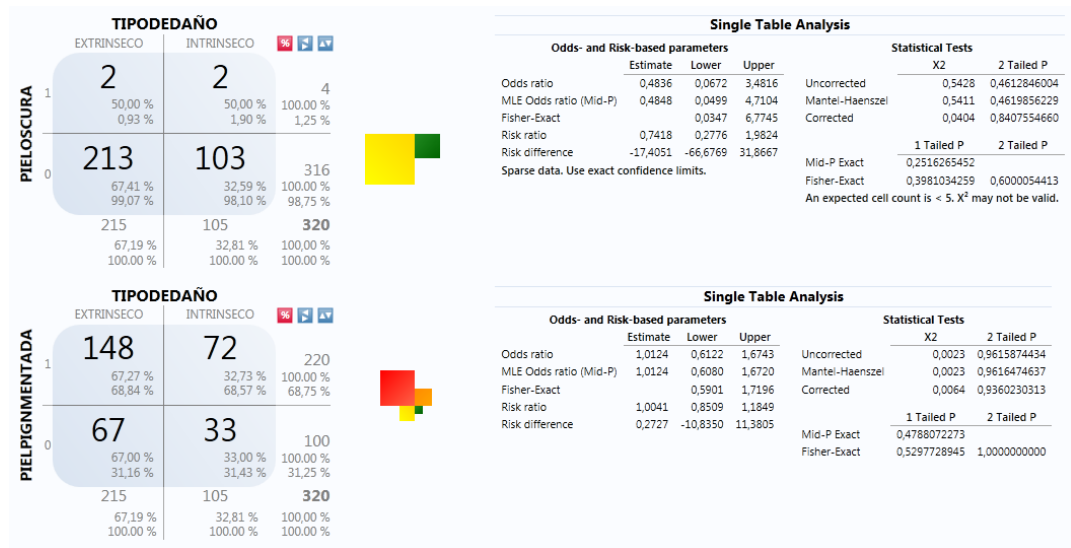 TIPODEDAÑO
EXTRINSECO INTRINSECO %
PIELOSCURA
1 2 2 4
50,00 % 50,00 % 100.00 %
0,93 % 1,90 % 1,25 %
0 213 103 316
67,41 % 32,59 % 100.00 %
99,07 % 98,10 % 98,75 %
215 105 320
67,19 % 32,81 % 100,00 %
100.00 % 100.00 % 100.00 %
Single Table Analysis
Odds- and Risk-based parameters
Estimate Lower Upper
Odds ratio 0,4836 0,0672 3,4816
MLE Odds ratio (Mid-P) 0,4848 0,0499 4,7104
Fisher-Exact 0,0347 6,7745
Risk ratio 0,7418 0,2776 1,9824
Risk difference -17,4051 -66,6769 31,8667
Sparse data. Use exact confidence limits.
Statistical Tests
X2 2 Tailed P
Uncorrected 0,5428 0,4612846004
Mantel-Haenszel 0,5411 0,4619856229
Corrected 0,0404 0,8407554660
1 Tailed P 2 Tailed P
Mid-P Exact 0,2516265452
Fisher-Exact 0,3981034259 0,6000054413
An expected cell count is < 5. X² may not be valid.
TIPODEDAÑO
EXTRINSECO INTRINSECO %
PIELPIGNMENTADA
1 148 72 220
67,27 % 32,73 % 100.00 %
68,84 % 68,57 % 68,75 %
0 67 33 100
67,00 % 33,00 % 100.00 %
31,16 % 31,43 % 31,25 %
215 105 320
67,19 % 32,81 % 100,00 %
100.00 % 100.00 % 100.00 %
Single Table Analysis
Odds- and Risk-based parameters
Estimate Lower Upper
Odds ratio 1,0124 0,6122 1,6743
MLE Odds ratio (Mid-P) 1,0124 0,6080 1,6720
Fisher-Exact 0,5901 1,7196
Risk ratio 1,0041 0,8509 1,1849
Risk difference 0,2727 -10,8350 11,3805
Statistical Tests
X2 2 Tailed P
Uncorrected 0,0023 0,9615874434
Mantel-Haenszel 0,0023 0,9616474637
Corrected 0,0064 0,9360230313
1 Tailed P 2 Tailed P
Mid-P Exact 0,4788072273
Fisher-Exact 0,5297728945 1,0000000000